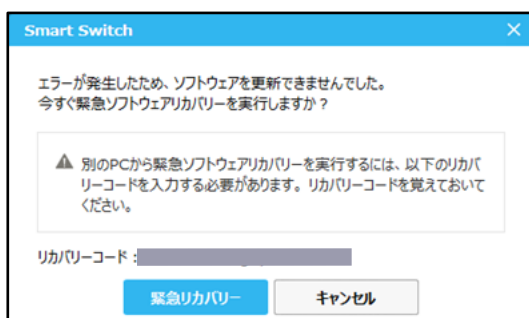 Smart Switch
エラーが発生したため、ソフトウェアを更新できませんでした。
今すぐ緊急ソフトウェアリカバリーを実行しますか？
別のPCから緊急ソフトウェアリカバリーを実行するには、以下のリカバ
リーコードを入力する必要があります。リカバリーコードを覚えておいて
ください。
リカバリーコード：
緊急リカバリー
キャンセル